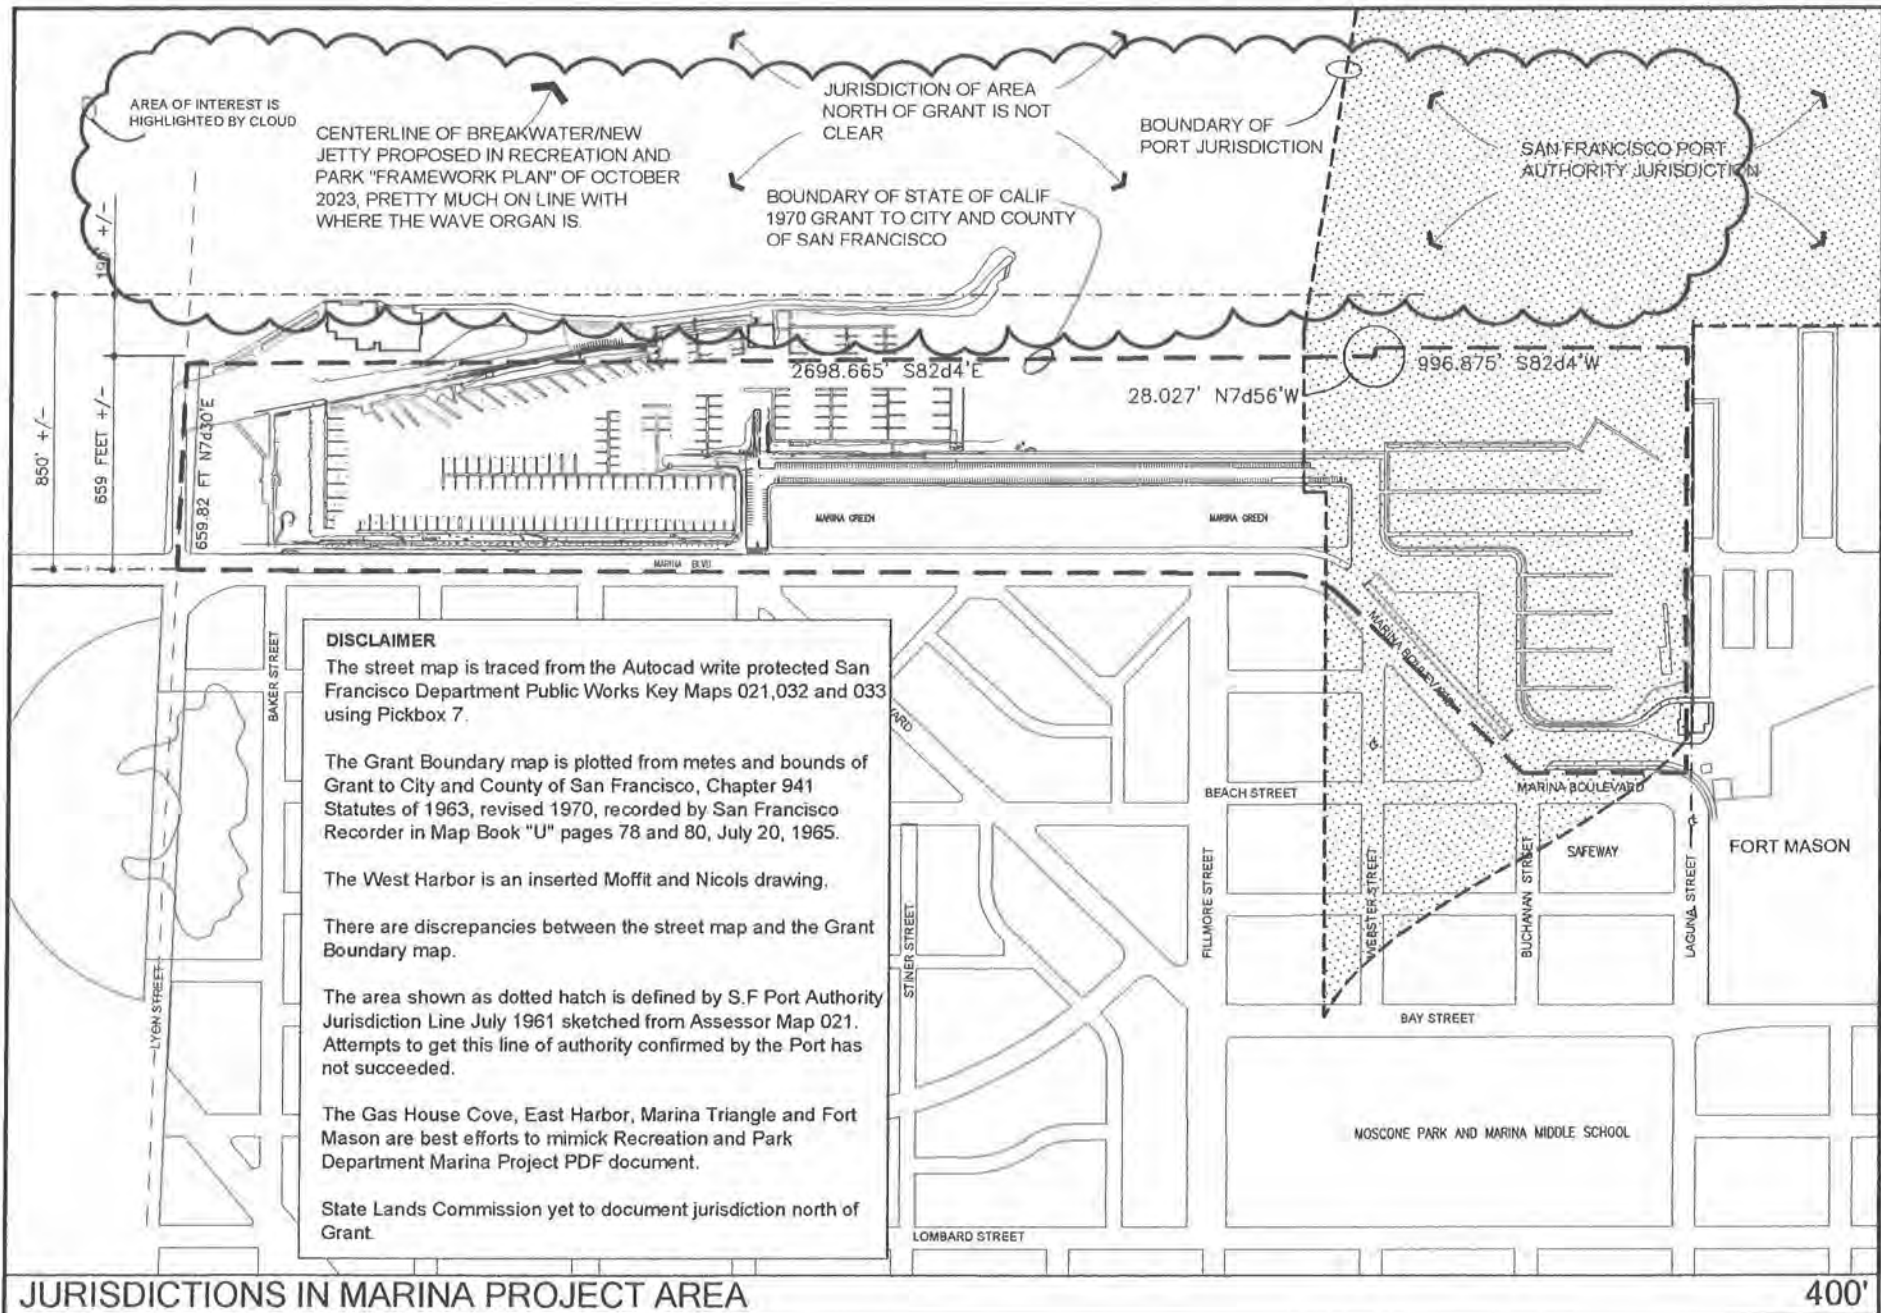 AREA OF INTEREST IS
HIGHLIGHTED BY CLOUD
CENTERLINE OF BREAKWATER/NEW
JETTY PROPOSED IN RECREATION AND
PARK "FRAMEWORK PLAN" OF OCTOBER
2023, PRETTY MUCH ON LINE WITH
WHERE THE WAVE ORGAN IS.
JURISDICTION OF AREA
NORTH OF GRANT IS NOT
CLEAR
BOUNDARY OF STATE OF CALIF
1970 GRANT TO CITY AND COUNTY
OF SAN FRANCISCO
BOUNDARY OF
PORT JURISDICTION
SAN FRANCISCO PORT
AUTHORITY JURISDICTION
+/-
850' +/-
659 FEET +/-
659.82 FT N7d30'E
2698.665' S82d4'E
28.027' N7d56'W
996.875' S82d4'W
MARINA GREEN
MARINA GREEN
MARINA BLVD
MARINA BOULEVARD
MARINA BOULEVARD
BAKER STREET
LYON STREET
DISCLAIMER
The street map is traced from the Autocad write protected San
Francisco Department Public Works Key Maps 021,032 and 033
using Pickbox 7.
The Grant Boundary map is plotted from metes and bounds of
Grant to City and County of San Francisco, Chapter 941
Statutes of 1963, revised 1970, recorded by San Francisco
Recorder in Map Book "U" pages 78 and 80, July 20, 1965.
The West Harbor is an inserted Moffit and Nicols drawing.
There are discrepancies between the street map and the Grant
Boundary map.
The area shown as dotted hatch is defined by S.F Port Authority
Jurisdiction Line July 1961 sketched from Assessor Map 021.
Attempts to get this line of authority confirmed by the Port has
not succeeded.
The Gas House Cove, East Harbor, Marina Triangle and Fort
Mason are best efforts to mimick Recreation and Park
Department Marina Project PDF document.
State Lands Commission yet to document jurisdiction north of
Grant.
STINER STREET
BEACH STREET
FILLMORE STREET
WEBSTER STREET
BUCHANAN STREET
SAFEWAY
LAGUNA STREET
FORT MASON
BAY STREET
MOSCONE PARK AND MARINA MIDDLE SCHOOL
LOMBARD STREET
JURISDICTIONS IN MARINA PROJECT AREA
400'